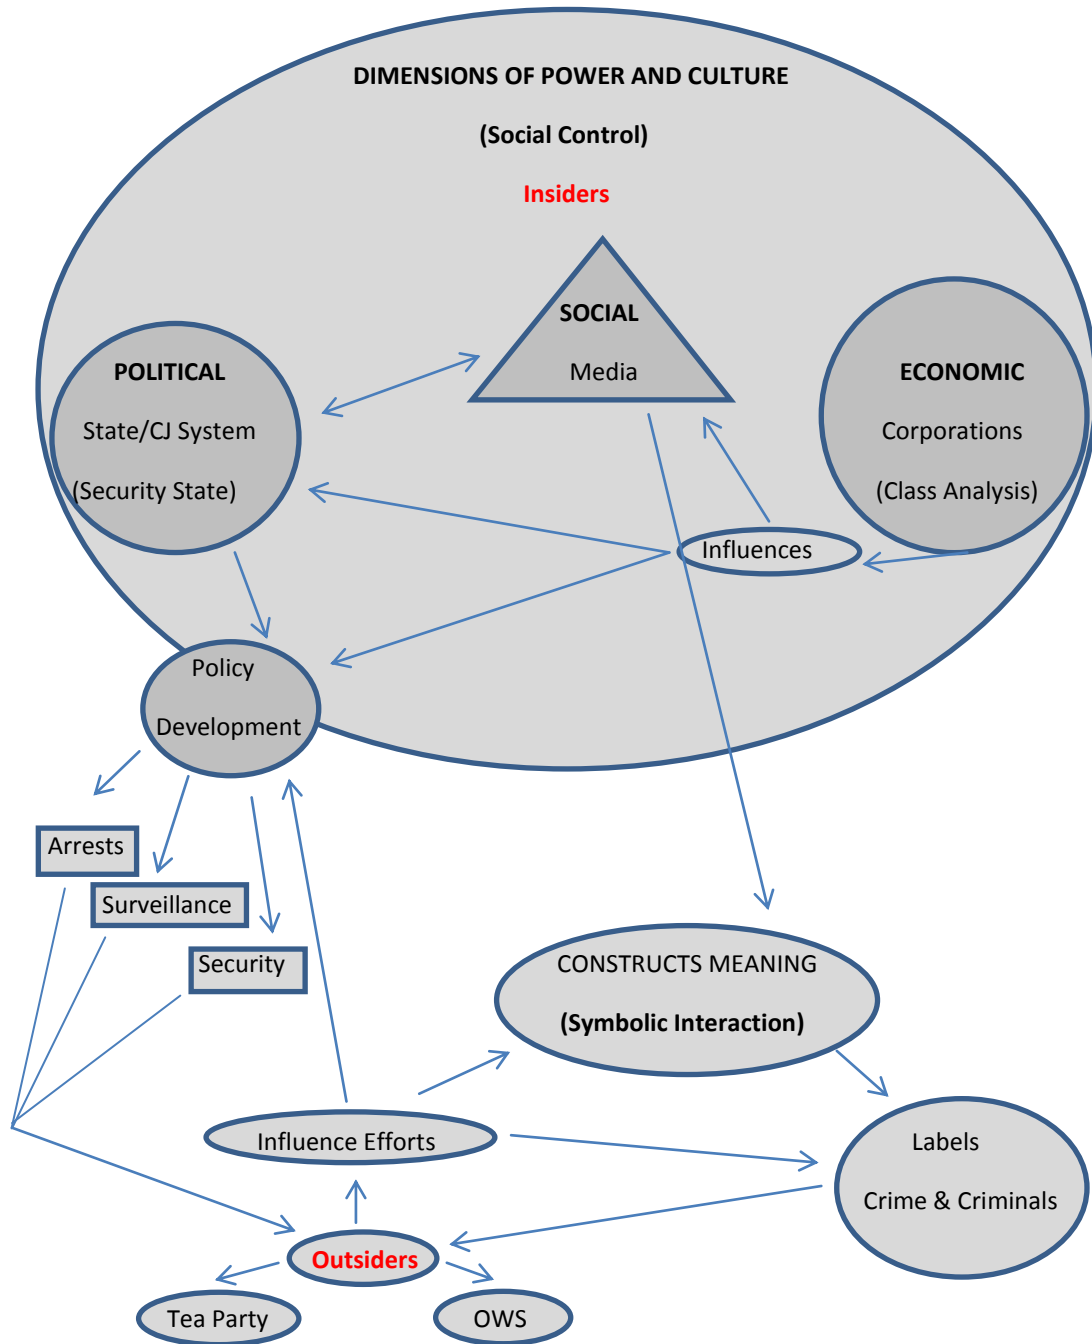 DIMENSIONS OF POWER AND CULTURE
(Social Control)
Insiders
SOCIAL
Media
POLITICAL
State/CJ System
(Security State)
ECONOMIC
Corporations
(Class Analysis)
Influences
Policy
Development
Arrests
Surveillance
Security
CONSTRUCTS MEANING
(Symbolic Interaction)
Influence Efforts
Labels
Crime & Criminals
Outsiders
Tea Party
OWS